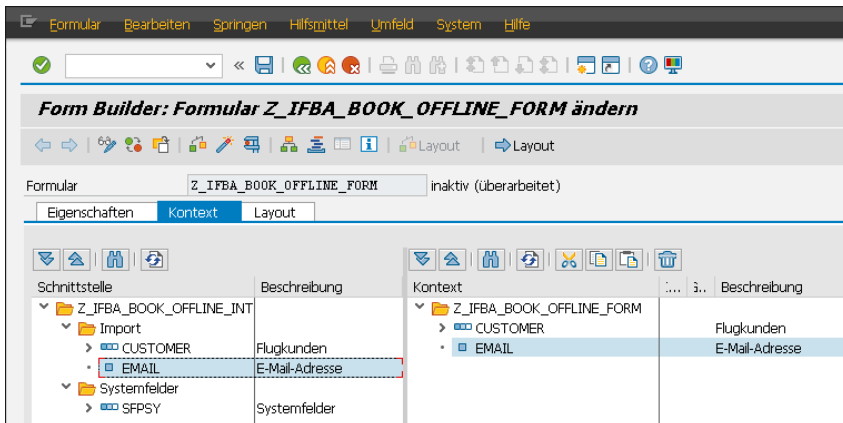 Formular Bearbeiten Springen Hilfsmittel Umfeld System Hilfe
Form Builder: Formular Z_IFBA_BOOK_OFFLINE_FORM ändern
Layout Layout
Formular Z_IFBA_BOOK_OFFLINE_FORM inaktiv (überarbeitet)
Eigenschaften Kontext Layout
Schnittstelle Beschreibung Kontext Beschreibung
Z_IFBA_BOOK_OFFLINE_INT Z_IFBA_BOOK_OFFLINE_FORM
Import CUSTOMER Flugkunden
CUSTOMER Flugkunden EMAIL E-Mail-Adresse
EMAIL E-Mail-Adresse
Systemfelder
SFPSY Systemfelder